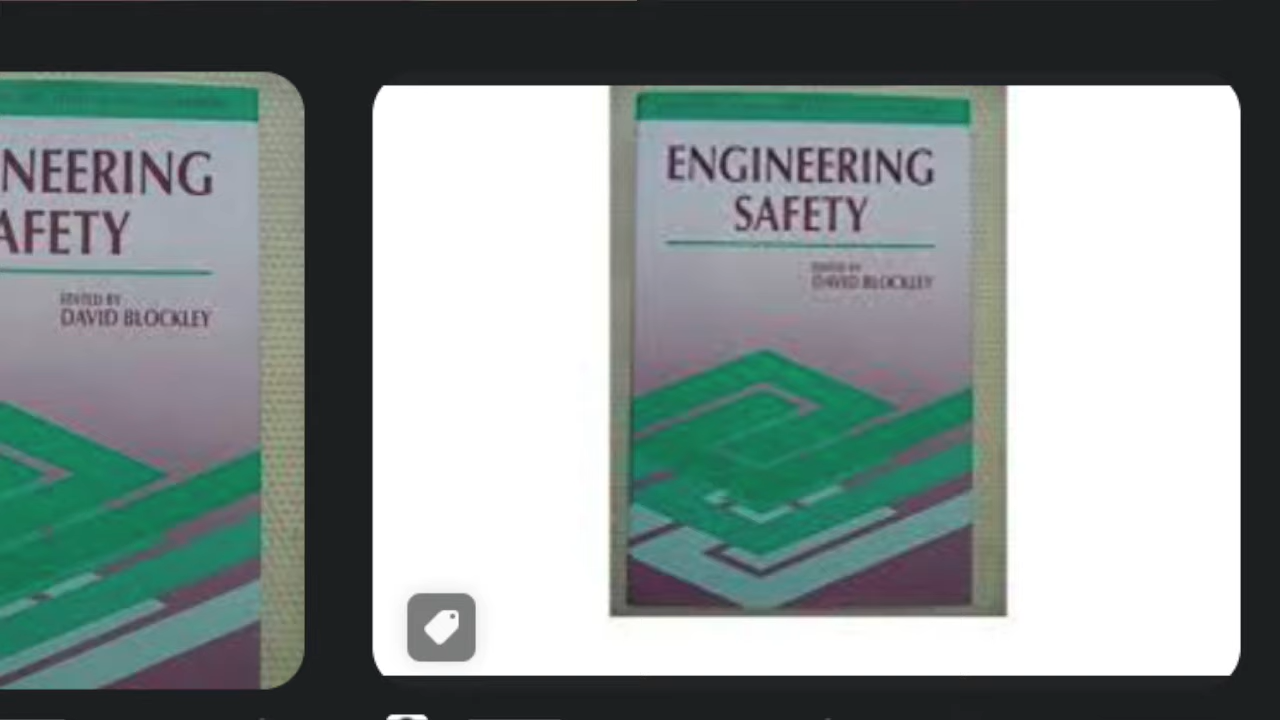 NEERING
AFETY
EDITED BY
DAVID BLOCKLEY
ENGINEERING
SAFETY
EDITED BY
DAVID BLOCKLEY